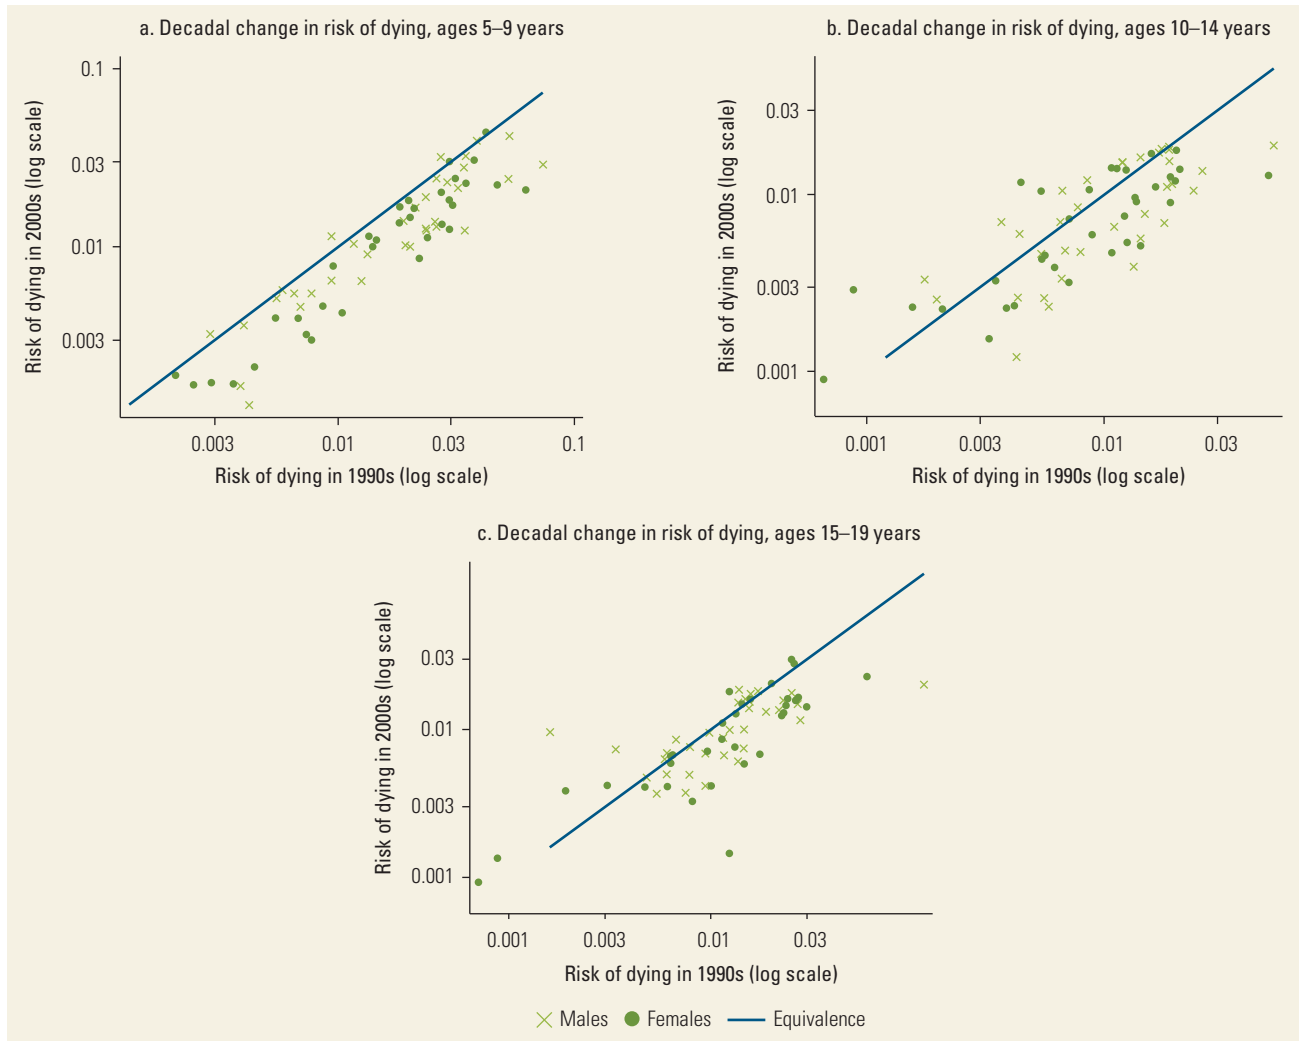 a. Decadal change in risk of dying, ages 5–9 years
Risk of dying in 2000s (log scale)
0.1
0.03
0.01
0.003
0.003 0.01 0.03 0.1
Risk of dying in 1990s (log scale)
b. Decadal change in risk of dying, ages 10–14 years
Risk of dying in 2000s (log scale)
0.03
0.01
0.003
0.001
0.001 0.003 0.01 0.03
Risk of dying in 1990s (log scale)
c. Decadal change in risk of dying, ages 15–19 years
Risk of dying in 2000s (log scale)
0.03
0.01
0.003
0.001
0.001 0.003 0.01 0.03
Risk of dying in 1990s (log scale)
Males Females Equivalence